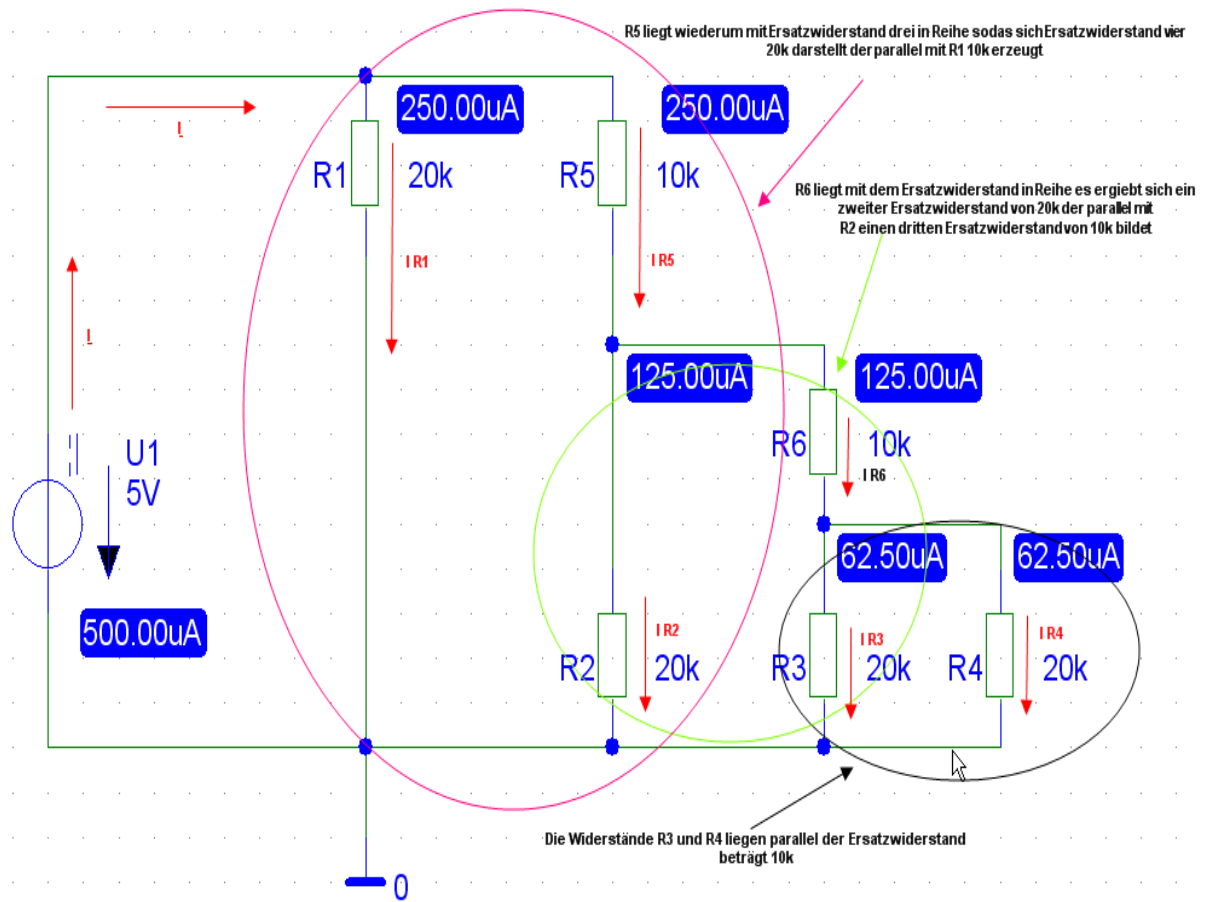 R5 liegt wiederum mit Ersatzwiderstand drei in Reihe sodas sich Ersatzwiderstand vier
20k darstellt der parallel mit R1 10k erzeugt
250.00uA
250.00uA
I
R1
20k
R5
10k
R6 liegt mit dem Ersatzwiderstand in Reihe es ergiebt sich ein
zweiter Ersatzwiderstand von 20k der parallel mit
R2 einen dritten Ersatzwiderstand von 10k bildet
I R1
I R5
I
125.00uA
125.00uA
U1
5V
R6
10k
I R6
62.50uA
62.50uA
500.00uA
I R2
I R3
I R4
R2
20k
R3
20k
R4
20k
Die Widerstände R3 und R4 liegen parallel der Ersatzwiderstand
beträgt 10k
0